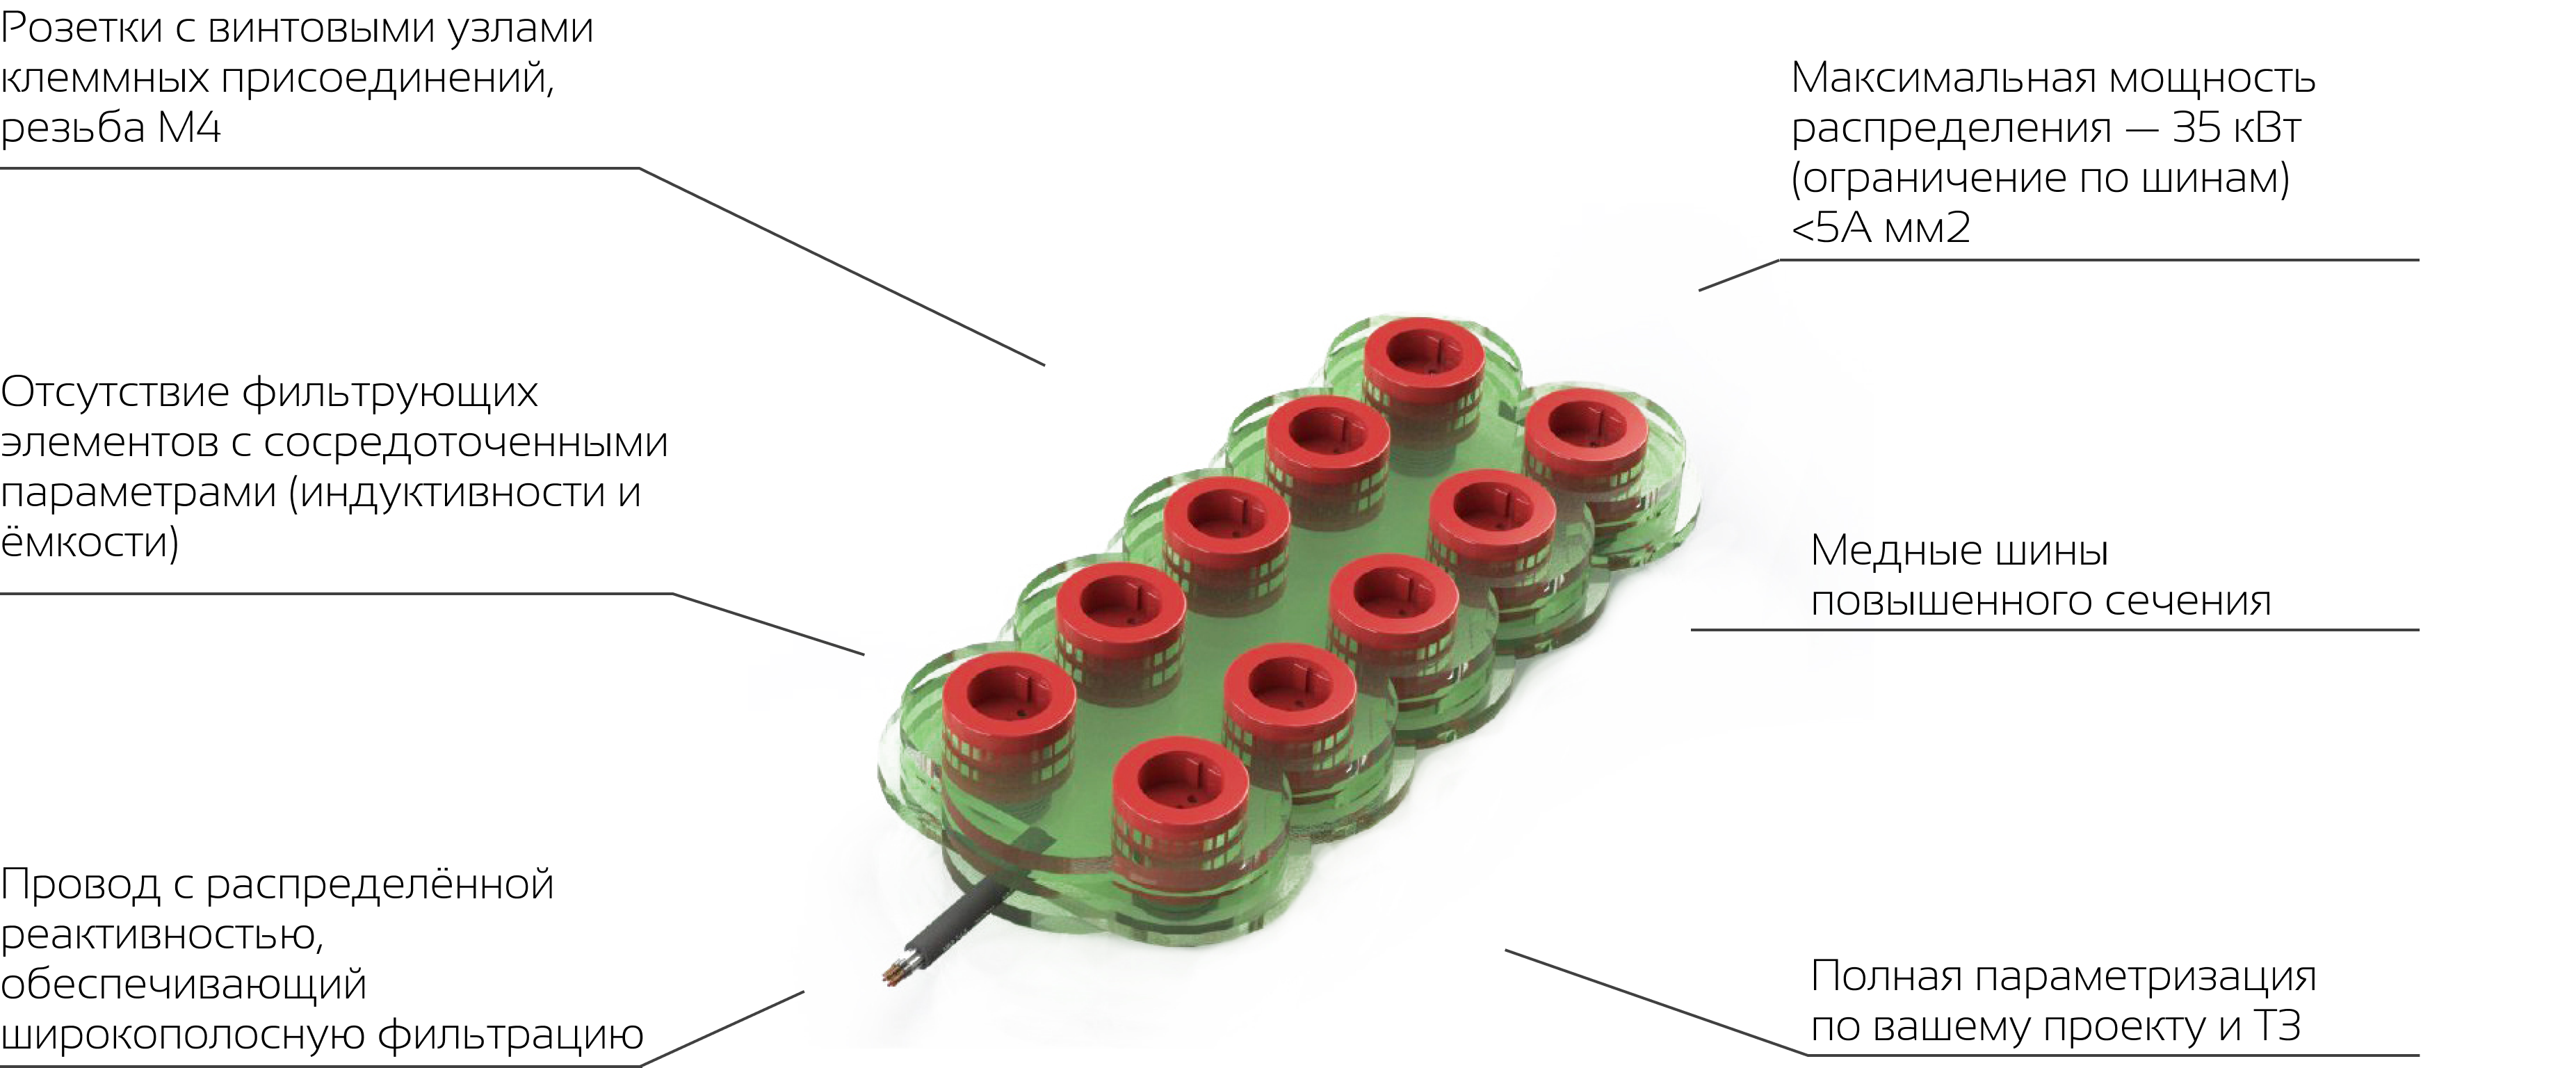 Розетки с винтовыми узлами
клеммных присоединений,
резьба М4
Максимальная мощность
распределения — 35 кВт
(ограничение по шинам)
<5А мм2
Отсутствие фильтрующих
элементов с сосредоточенными
параметрами (индуктивности и
ёмкости)
Медные шины
повышенного сечения
Провод с распределённой
реактивностью,
обеспечивающий
широкополосную фильтрацию
Полная параметризация
по вашему проекту и ТЗ